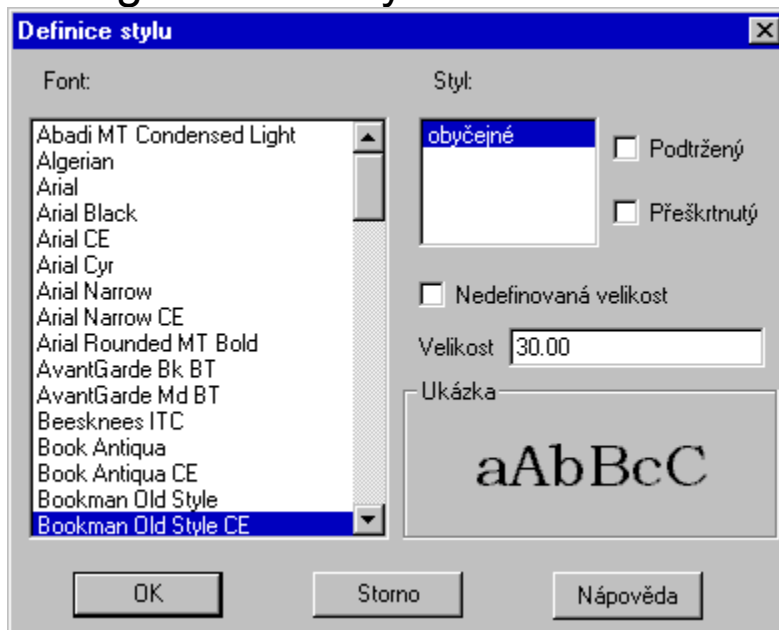 Definice stylu
Font:
Abadi MT Condensed Light
Algerian
Arial
Arial Black
Arial CE
Arial Cyr
Arial Narrow
Arial Narrow CE
Arial Rounded MT Bold
AvantGarde Bk BT
AvantGarde Md BT
Beesknees ITC
Book Antiqua
Book Antiqua CE
Bookman Old Style
Bookman Old Style CE
Styl:
obyčejné
Podtržený
Přeškrtnutý
Nedefinovaná velikost
Velikost 30.00
Ukázka
aAbBcC
OK Storno Nápověda